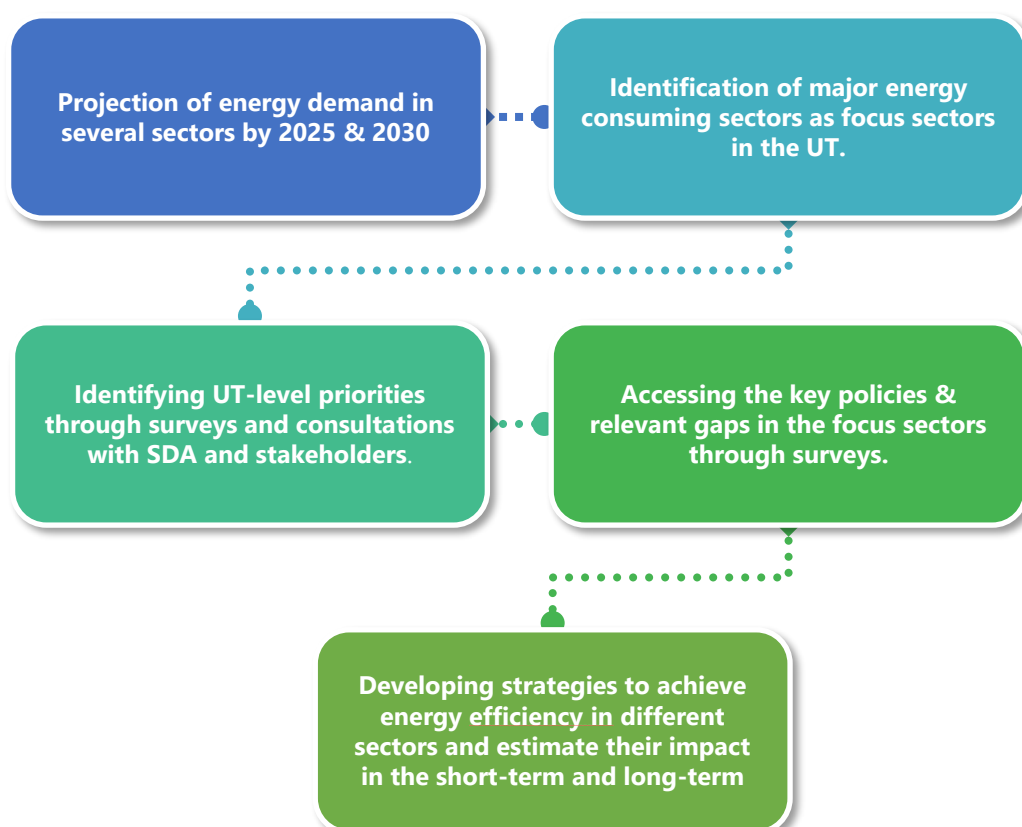 Projection of energy demand in
several sectors by 2025 & 2030
Identification of major energy
consuming sectors as focus sectors
in the UT.
Identifying UT-level priorities
through surveys and consultations
with SDA and stakeholders.
Accessing the key policies &
relevant gaps in the focus sectors
through surveys.
Developing strategies to achieve
energy efficiency in different
sectors and estimate their impact
in the short-term and long-term